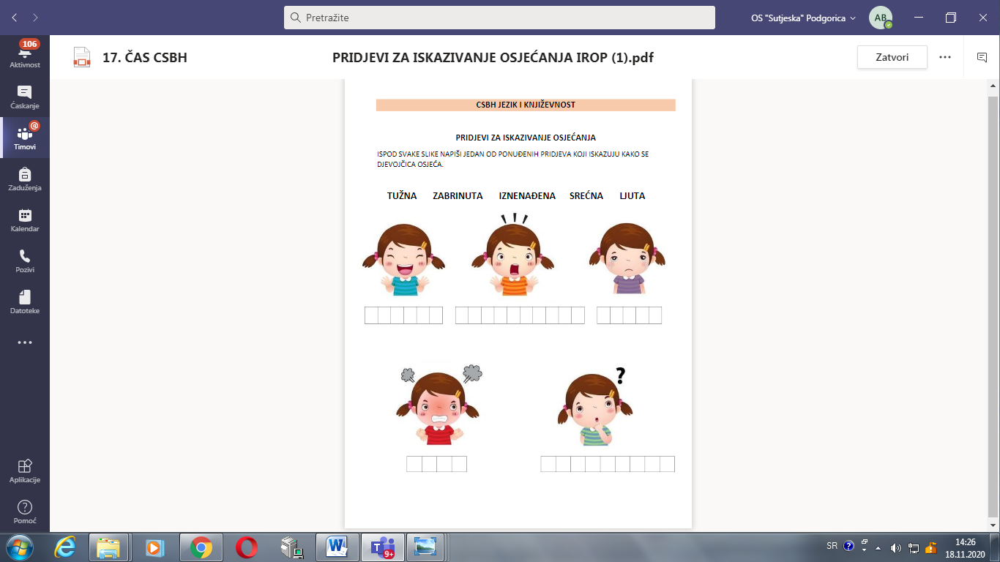 Pretražite
OS "Sutjeska" Podgorica
AB
106
Aktivnost
Ćaskanje
@
Timovi
Zaduženja
Kalendar
Pozivi
Datoteke
Aplikacije
Pomoć
17. ČAS CSBH
PRIDJEVI ZA ISKAZIVANJE OSJEĆANJA IROP (1).pdf
Zatvori
CSBH JEZIK I KNJIŽEVNOST
PRIDJEVI ZA ISKAZIVANJE OSJEĆANJA
ISPOD SVAKE SLIKE NAPIŠI JEDAN OD PONUĐENIH PRIDJEVA KOJI ISKAZUJU KAKO SE
DJEVOJČICA OSJEĆA.
TUŽNA ZABRINUTA IZNENAĐENA SREĆNA LJUTA
?
9+
SR
14:26
18.11.2020